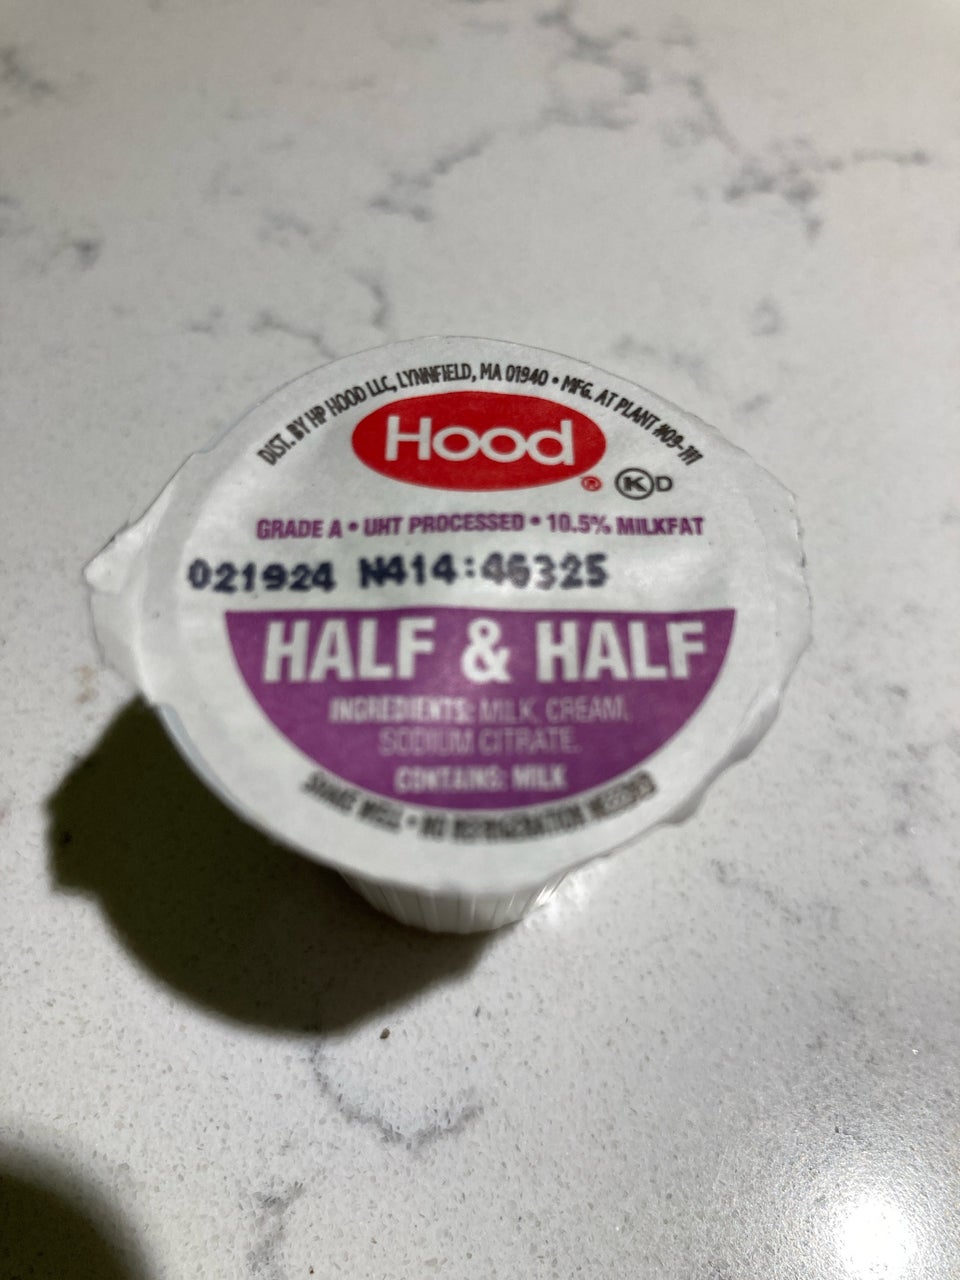 DIST. BY HP HOOD LLC, LYNNFIELD, MA 01940 • MFG. AT PLANT #09-111
Hood®
K D
GRADE A • UHT PROCESSED • 10.5% MILKFAT
021924 N414:46325
HALF & HALF
INGREDIENTS: MILK, CREAM,
SODIUM CITRATE.
CONTAINS: MILK
SHAKE WELL • NO REFRIGERATION NEEDED